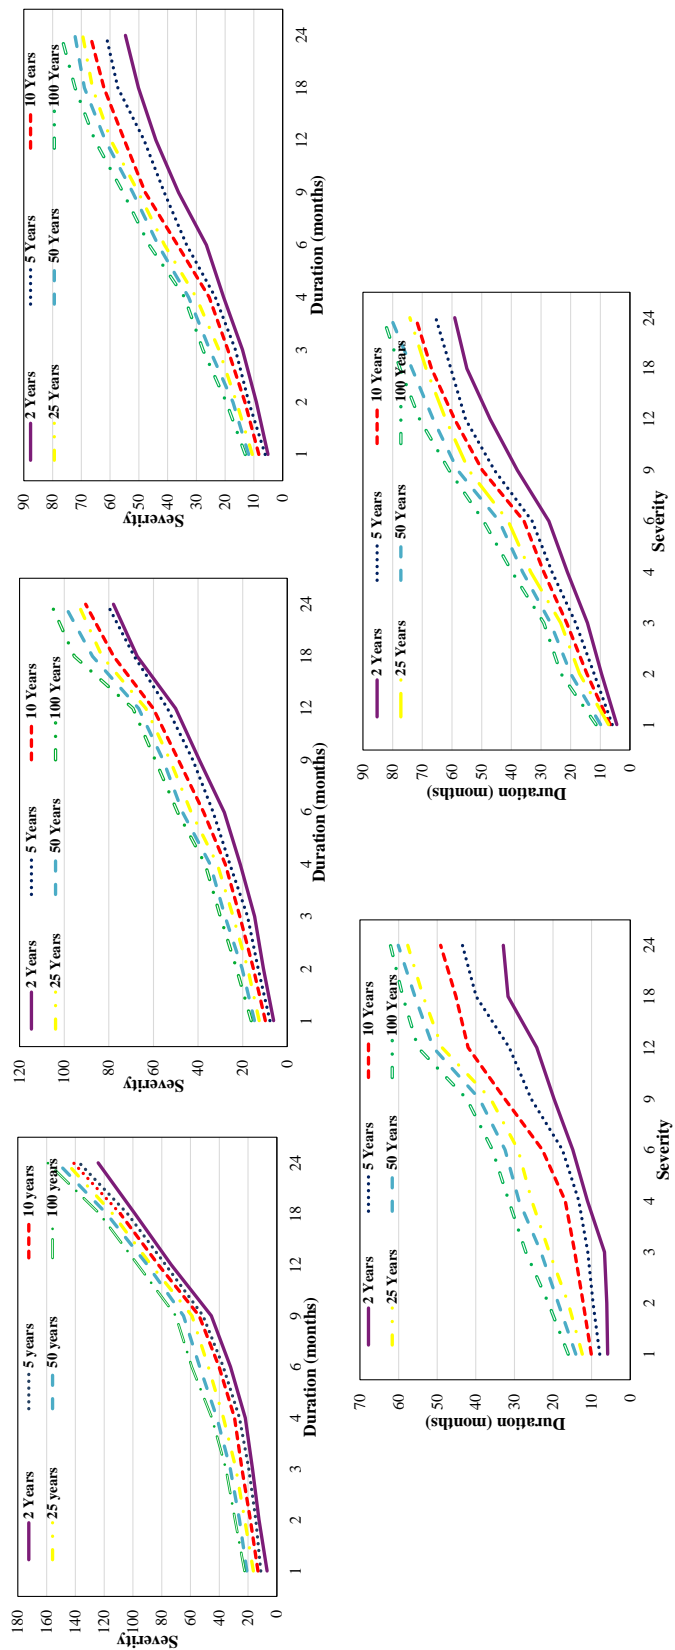 180
160
140
120
100
80
60
40
20
0
Severity
2 Years 5 years 10 years
25 years 50 years 100 years
1 2 3 4 6 9 12 18 24
Duration (months)
120
100
80
60
40
20
0
Severity
2 Years 5 Years 10 Years
25 Years 50 Years 100 Years
1 2 3 4 6 9 12 18 24
Duration (months)
90
80
70
60
50
40
30
20
10
0
Severity
2 Years 5 Years 10 Years
25 Years 50 Years 100 Years
1 2 3 4 6 9 12 18 24
Duration (months)
70
60
50
40
30
20
10
0
Duration (months)
2 Years 5 Years 10 Years
25 Years 50 Years 100 Years
1 2 3 4 6 9 12 18 24
Severity
90
80
70
60
50
40
30
20
10
0
Duration (months)
2 Years 5 Years 10 Years
25 Years 50 Years 100 Years
1 2 3 4 6 9 12 18 24
Severity